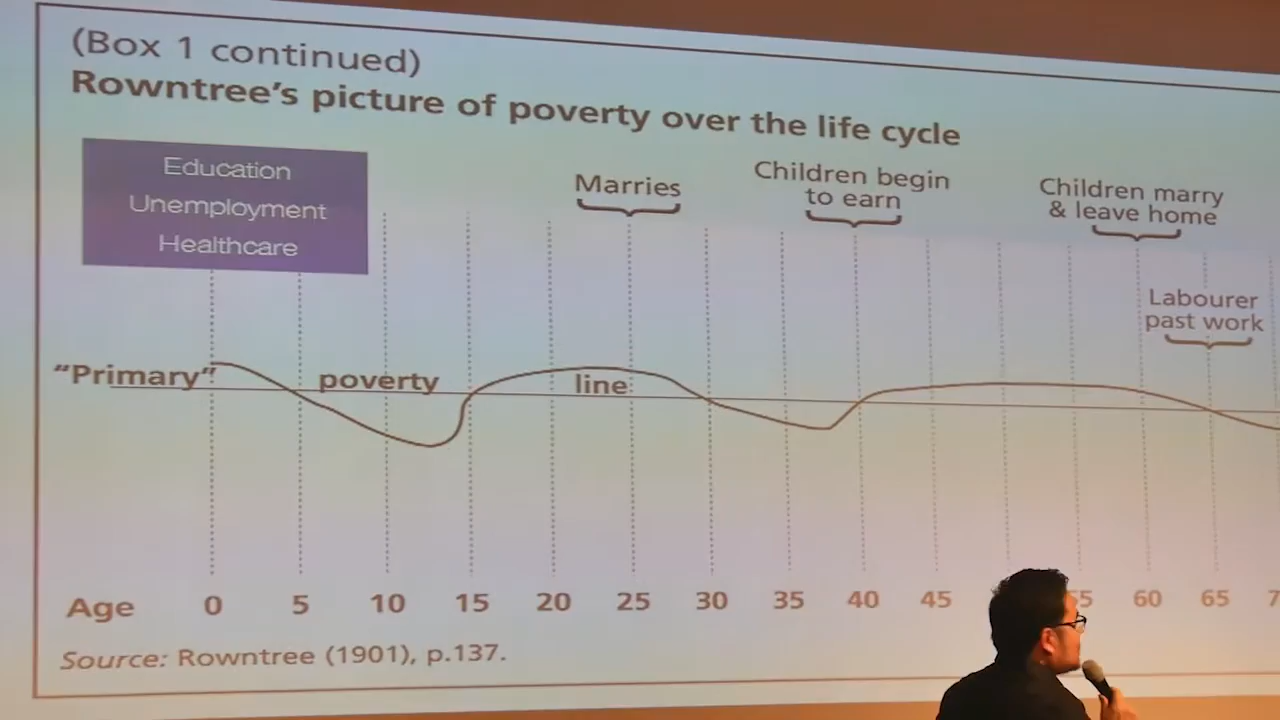 (Box 1 continued)
Rowntree's picture of poverty over the life cycle
Education
Unemployment
Healthcare
Marries
Children begin
to earn
Children marry
& leave home
Labourer
past work
"Primary" poverty line
Age 0 5 10 15 20 25 30 35 40 45 60 65
Source: Rowntree (1901), p.137.